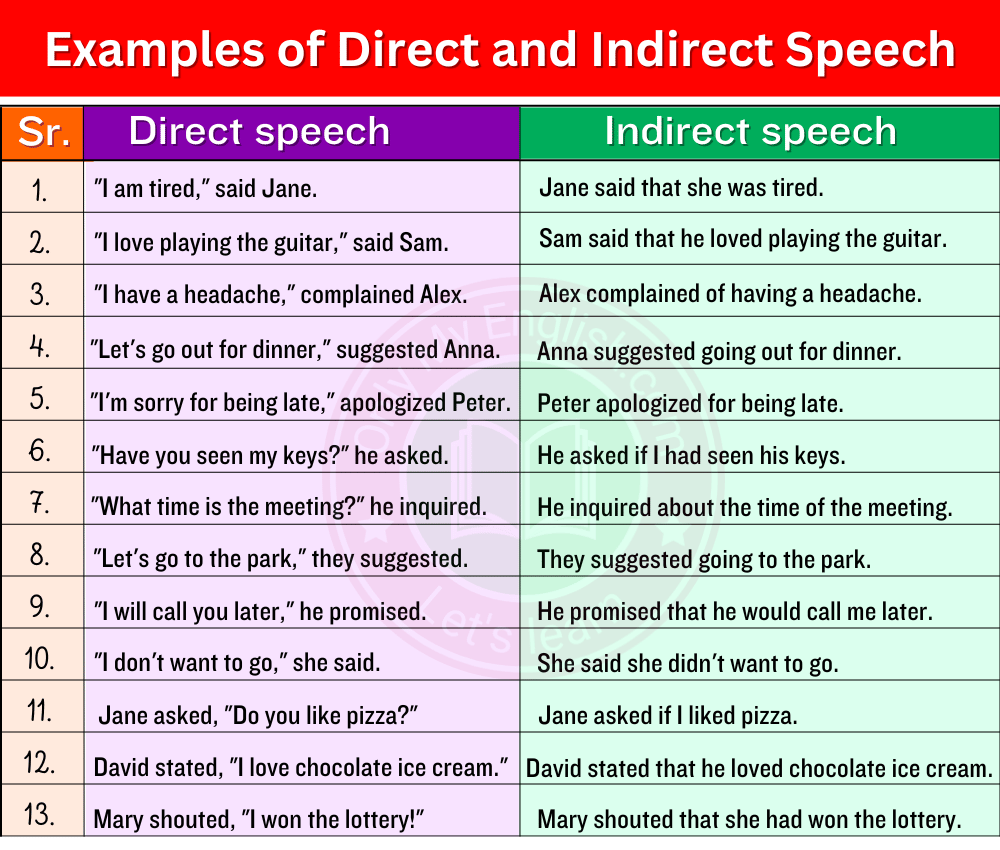 Examples of Direct and Indirect Speech
Sr. Direct speech Indirect speech
1. "I am tired," said Jane. Jane said that she was tired.
2. "I love playing the guitar," said Sam. Sam said that he loved playing the guitar.
3. "I have a headache," complained Alex. Alex complained of having a headache.
4. "Let's go out for dinner," suggested Anna. Anna suggested going out for dinner.
5. "I'm sorry for being late," apologized Peter. Peter apologized for being late.
6. "Have you seen my keys?" he asked. He asked if I had seen his keys.
7. "What time is the meeting?" he inquired. He inquired about the time of the meeting.
8. "Let's go to the park," they suggested. They suggested going to the park.
9. "I will call you later," he promised. He promised that he would call me later.
10. "I don't want to go," she said. She said she didn't want to go.
11. Jane asked, "Do you like pizza?" Jane asked if I liked pizza.
12. David stated, "I love chocolate ice cream." David stated that he loved chocolate ice cream.
13. Mary shouted, "I won the lottery!" Mary shouted that she had won the lottery.
Only My English.com
Let's learn